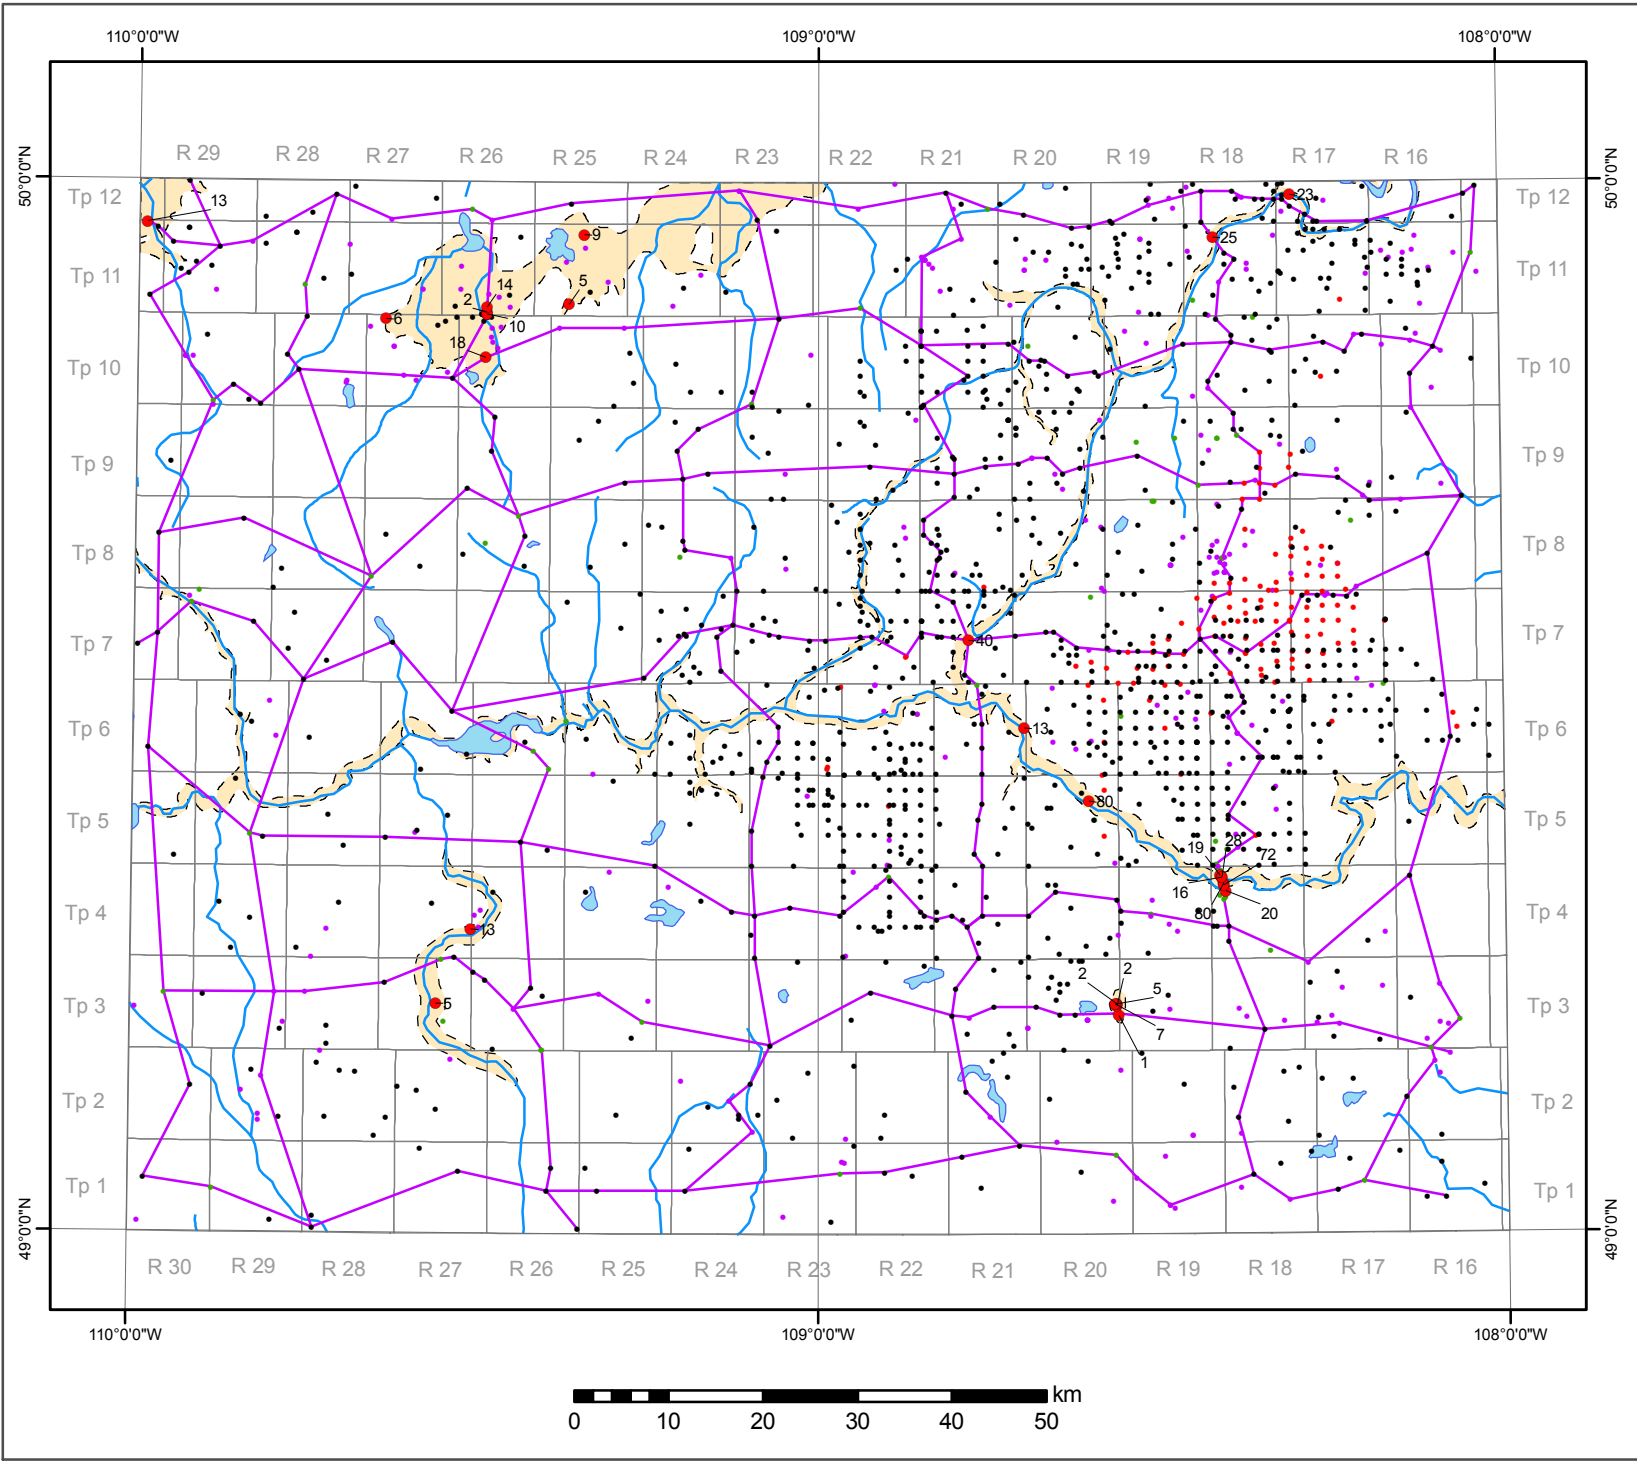 110°0'0"W 109°0'0"W 108°0'0"W
50°0'0"N 50°0'0"N
R 29 R 28 R 27 R 26 R 25 R 24 R 23 R 22 R 21 R 20 R 19 R 18 R 17 R 16
Tp 12 13 23 Tp 12
9 25
Tp 11 14 5 Tp 11
2
6 10
18
Tp 10 Tp 10
Tp 9 Tp 9
Tp 8 Tp 8
Tp 7 40 Tp 7
Tp 6 13 Tp 6
80
Tp 5 Tp 5
19 28 72
16
80 20
Tp 4 13 Tp 4
2 2
5
Tp 3 5 Tp 3
7
1
Tp 2 Tp 2
Tp 1 Tp 1
49°0'0"N 49°0'0"N
R 30 R 29 R 28 R 27 R 26 R 25 R 24 R 23 R 22 R 21 R 20 R 19 R 18 R 17 R 16
110°0'0"W 109°0'0"W 108°0'0"W
km
0 10 20 30 40 50